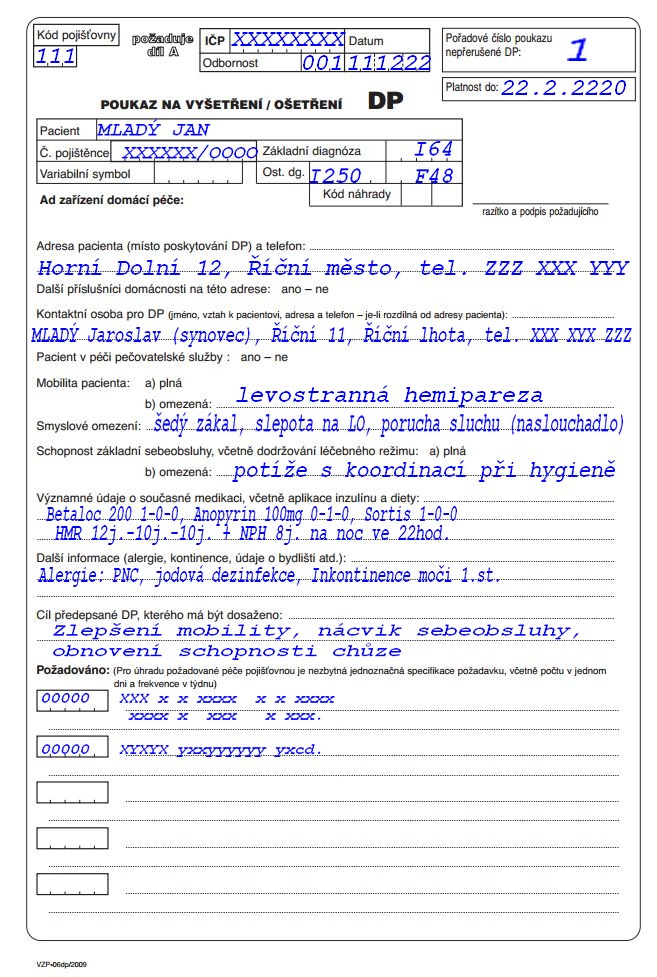 Kód pojišťovny
111
požaduje
díl A
IČP XXXXXXXX Datum
Odbornost 001 111222
Pořadové číslo poukazu
nepřerušené DP: 1
Platnost do: 22.2.2220
POUKAZ NA VYŠETŘENÍ / OŠETŘENÍ DP
Pacient MLADÝ JAN
Č. pojištěnce XXXXXX/OOOO Základní diagnóza I64
Variabilní symbol Ost. dg. I250 F48
Ad zařízení domácí péče: Kód náhrady
razítko a podpis požadujícího
Adresa pacienta (místo poskytování DP) a telefon:
Horní Dolní 12, Říční město, tel. ZZZ XXX YYY
Další příslušníci domácnosti na této adrese: ano – ne
Kontaktní osoba pro DP (jméno, vztah k pacientovi, adresa a telefon – je-li rozdílná od adresy pacienta):
MLADÝ Jaroslav (synovec), Říční 11, Říční lhota, tel. XXX XYX ZZZ
Pacient v péči pečovatelské služby : ano – ne
Mobilita pacienta: a) plná
b) omezená: levostranná hemipareza
Smyslové omezení: šedý zákal, slepota na LO, porucha sluchu (naslouchadlo)
Schopnost základní sebeobsluhy, včetně dodržování léčebného režimu: a) plná
b) omezená: potíže s koordinací při hygieně
Významné údaje o současné medikaci, včetně aplikace inzulínu a diety:
Betaloc 200 1-0-0, Anopyrin 100mg 0-1-0, Sortis 1-0-0
HMR 12j.-10j.-10j. + NPH 8j. na noc ve 22hod.
Další informace (alergie, kontinence, údaje o bydlišti atd.):
Alergie: PNC, jodová dezinfekce, Inkontinence moči 1.st.
Cíl předepsané DP, kterého má být dosaženo:
Zlepšení mobility, nácvik sebeobsluhy,
obnovení schopnosti chůze
Požadováno: (Pro úhradu požadované péče pojišťovnou je nezbytná jednoznačná specifikace požadavku, včetně počtu v jednom
dni a frekvence v týdnu)
00000 XXX x x xxxx x x xxxx
xxxx x xxx x xxx.
00000 XYXYX yxxyyyyyy yxcd.
VZP•06dp/2009